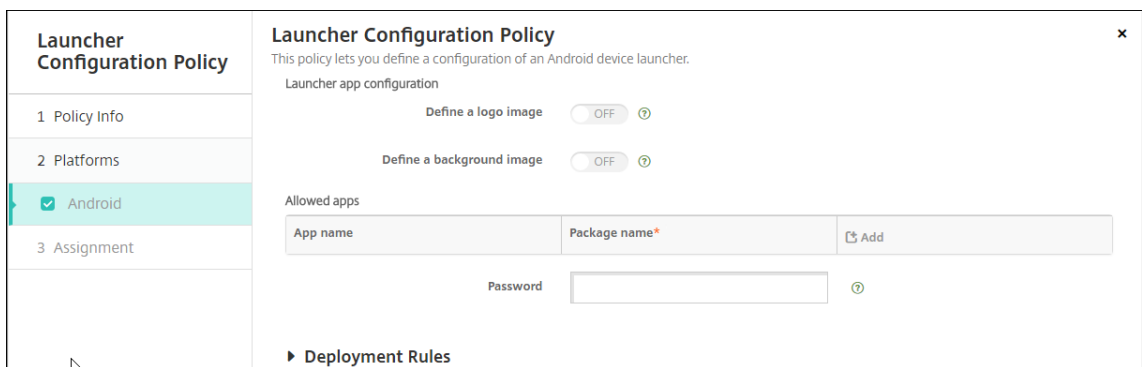 Launcher
Configuration Policy
1 Policy Info
2 Platforms
Android
3 Assignment
Launcher Configuration Policy
This policy lets you define a configuration of an Android device launcher.
Launcher app configuration
Define a logo image OFF ?
Define a background image OFF ?
Allowed apps
App name Package name* Add
Password ?
Deployment Rules